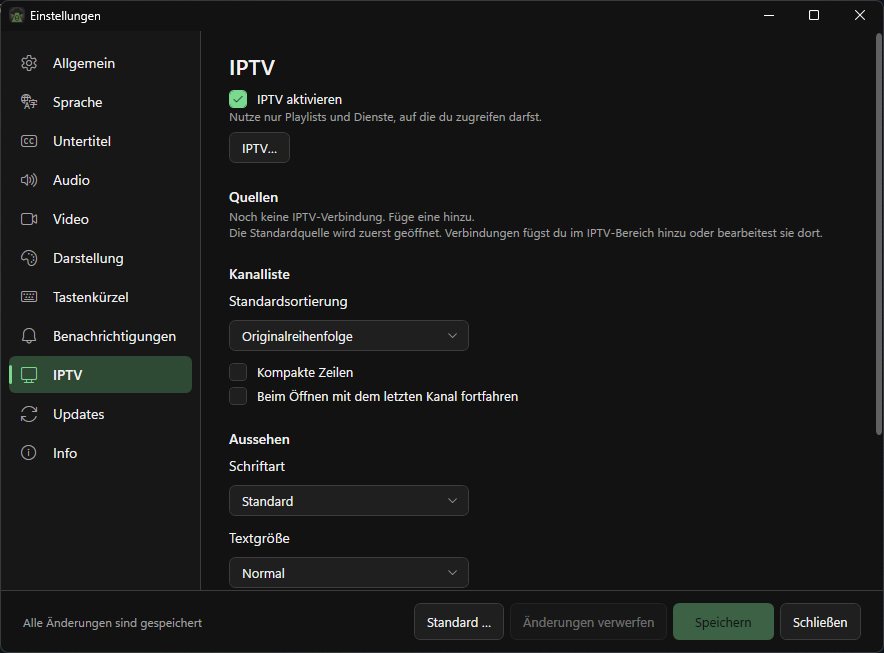 Einstellungen
Allgemein
Sprache
Untertitel
Audio
Video
Darstellung
Tastenkürzel
Benachrichtigungen
IPTV
Updates
Info
IPTV
IPTV aktivieren
Nutze nur Playlists und Dienste, auf die du zugreifen darfst.
IPTV...
Quellen
Noch keine IPTV-Verbindung. Füge eine hinzu.
Die Standardquelle wird zuerst geöffnet. Verbindungen fügst du im IPTV-Bereich hinzu oder bearbeitest sie dort.
Kanalliste
Standardsortierung
Originalreihenfolge
Kompakte Zeilen
Beim Öffnen mit dem letzten Kanal fortfahren
Aussehen
Schriftart
Standard
Textgröße
Normal
Alle Änderungen sind gespeichert
Standard ...
Änderungen verwerfen
Speichern
Schließen